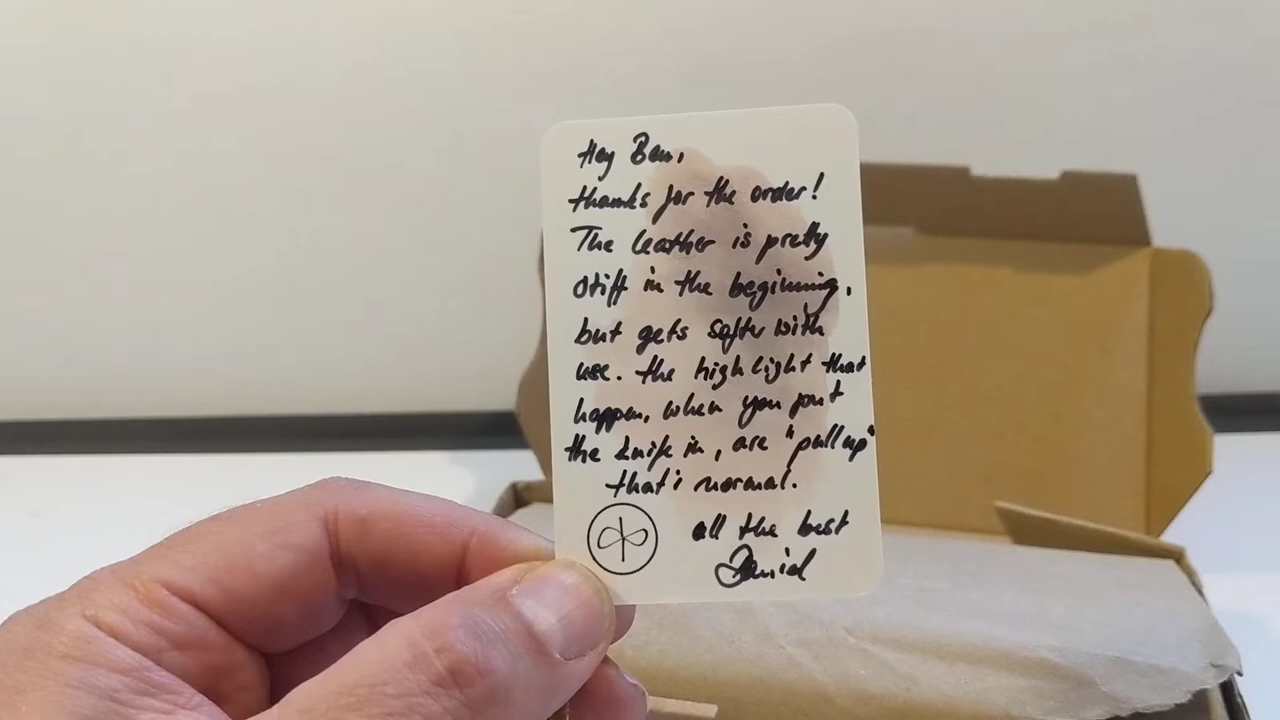 Hey Ben,
thanks for the order!
The leather is pretty
stiff in the beginning,
but gets softer with
use. the highlight that
happen, when you put
the knife in, are "pull up"
that's normal.
all the best
Daniel